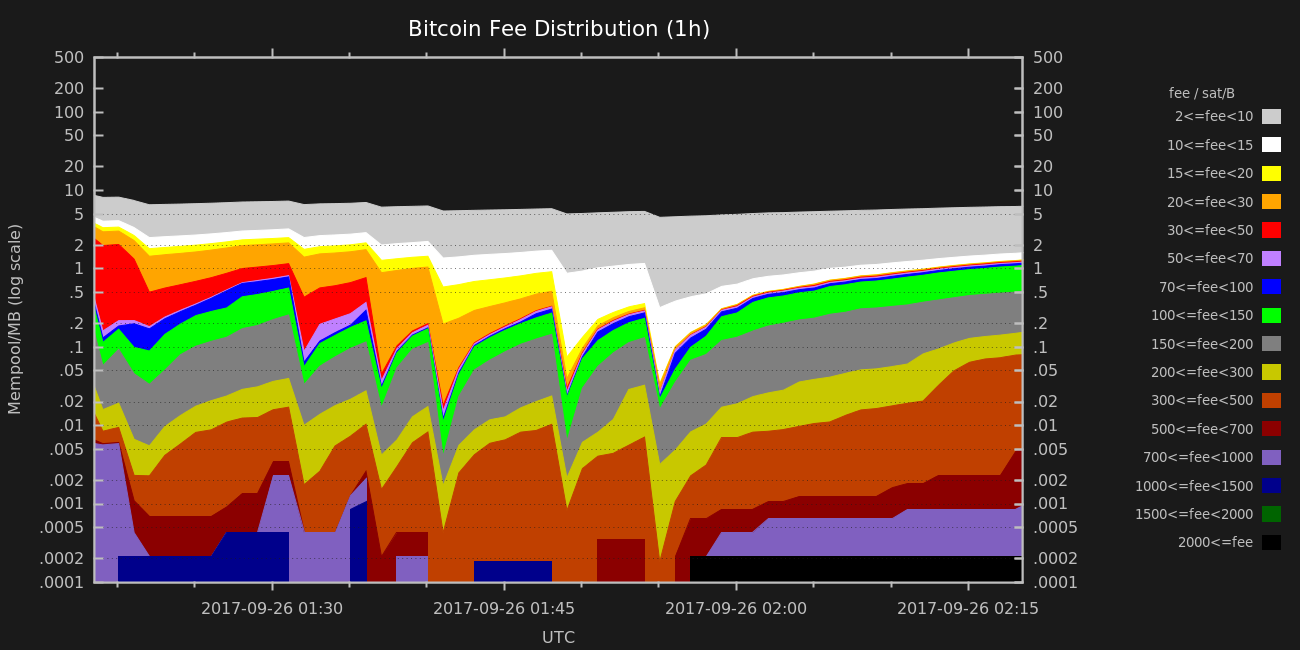 Bitcoin Fee Distribution (1h)
Mempool/MB (log scale)
500
200
100
50
20
10
5
2
1
.5
.2
.1
.05
.02
.01
.005
.002
.001
.0005
.0002
.0001
500
200
100
50
20
10
5
2
1
.5
.2
.1
.05
.02
.01
.005
.002
.001
.0005
.0002
.0001
2017-09-26 01:30
2017-09-26 01:45
2017-09-26 02:00
2017-09-26 02:15
UTC
fee / sat/B
2<=fee<10
10<=fee<15
15<=fee<20
20<=fee<30
30<=fee<50
50<=fee<70
70<=fee<100
100<=fee<150
150<=fee<200
200<=fee<300
300<=fee<500
500<=fee<700
700<=fee<1000
1000<=fee<1500
1500<=fee<2000
2000<=fee